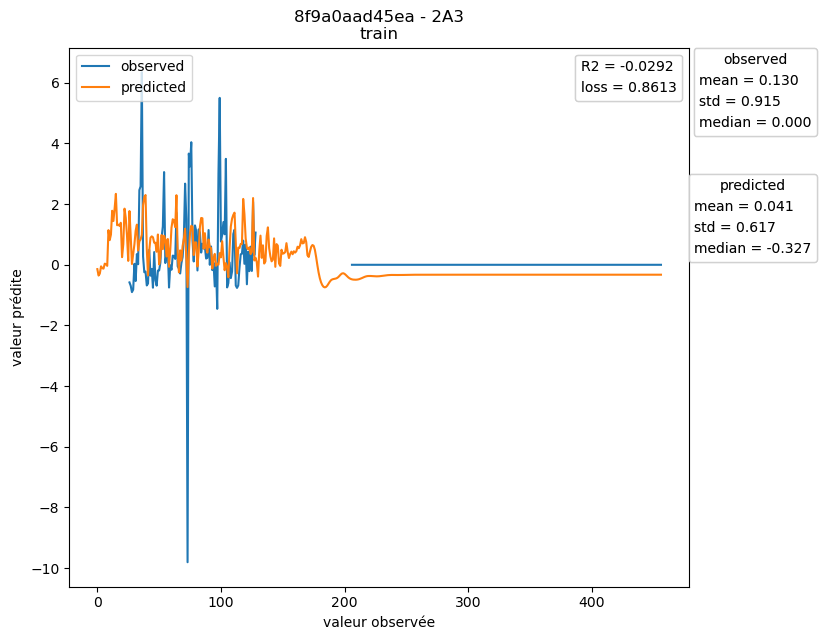 8f9a0aad45ea - 2A3
train
observed
predicted
R2 = -0.0292
loss = 0.8613
observed
mean = 0.130
std = 0.915
median = 0.000
predicted
mean = 0.041
std = 0.617
median = -0.327
6
4
2
0
−2
−4
−6
−8
−10
valeur prédite
0
100
200
300
400
valeur observée